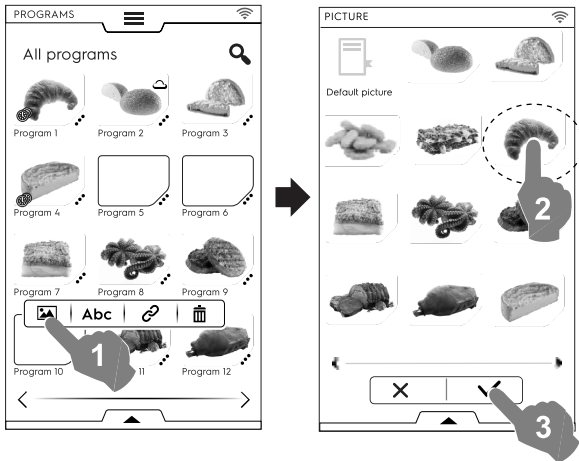 PROGRAMS
All programs
Program 1
Program 2
Program 3
Program 4
Program 5
Program 6
Program 7
Program 8
Program 9
Abc
1
Program 10
11
Program 12
PICTURE
Default picture
2
3